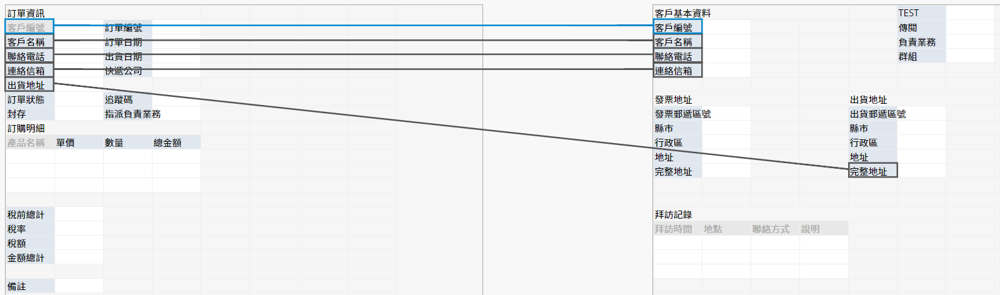 訂單資訊
客戶編號 訂單編號
客戶名稱 訂單日期
聯絡電話 出貨日期
連絡信箱 快遞公司
出貨地址
訂單狀態 追蹤碼
封存 指派負責業務
訂購明細
產品名稱 單價 數量 總金額
稅前總計
稅率
稅額
金額總計
備註
客戶基本資料 TEST
客戶編號 傳閱
客戶名稱 負責業務
聯絡電話 群組
連絡信箱
發票地址 出貨地址
發票郵遞區號 出貨郵遞區號
縣市 縣市
行政區 行政區
地址 地址
完整地址 完整地址
拜訪記錄
拜訪時間 地點 聯絡方式 說明